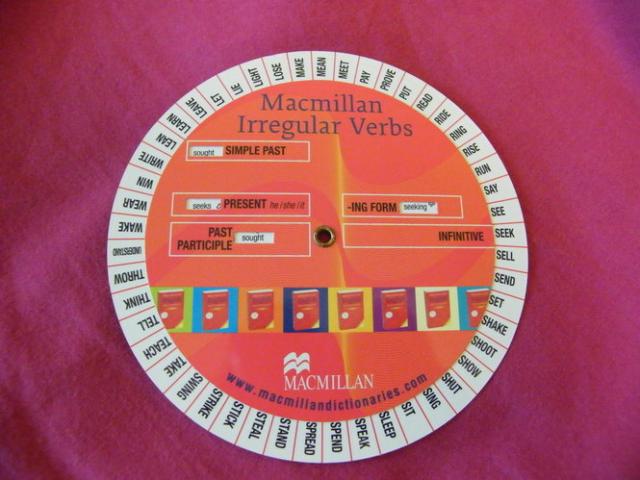 Macmillan
Irregular Verbs
sought SIMPLE PAST
seeks PRESENT he/she/it
-ING FORM seeking
PAST
PARTICIPLE sought
INFINITIVE
MACMILLAN
www.macmillandictionaries.com
LIGHT
LOSE
MAKE
MEAN
MEET
PAY
PROVE
PUT
READ
RIDE
RING
RISE
RUN
SAY
SEE
SEEK
SELL
SEND
SET
SHAKE
SHOOT
SHOW
SHUT
SING
SIT
SLEEP
SPEAK
SPEND
SPREAD
STAND
STEAL
STICK
STRIKE
SWING
TAKE
TEACH
TELL
THINK
THROW
UNDERSTAND
WAKE
WEAR
WIN
WRITE
LEAN
LEARN
LEAVE
LET
LIE